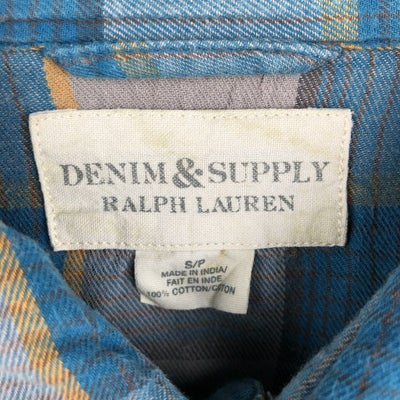 DENIM & SUPPLY
RALPH LAUREN
S/P
MADE IN INDIA/
FAIT EN INDE
100% COTTON/COTON